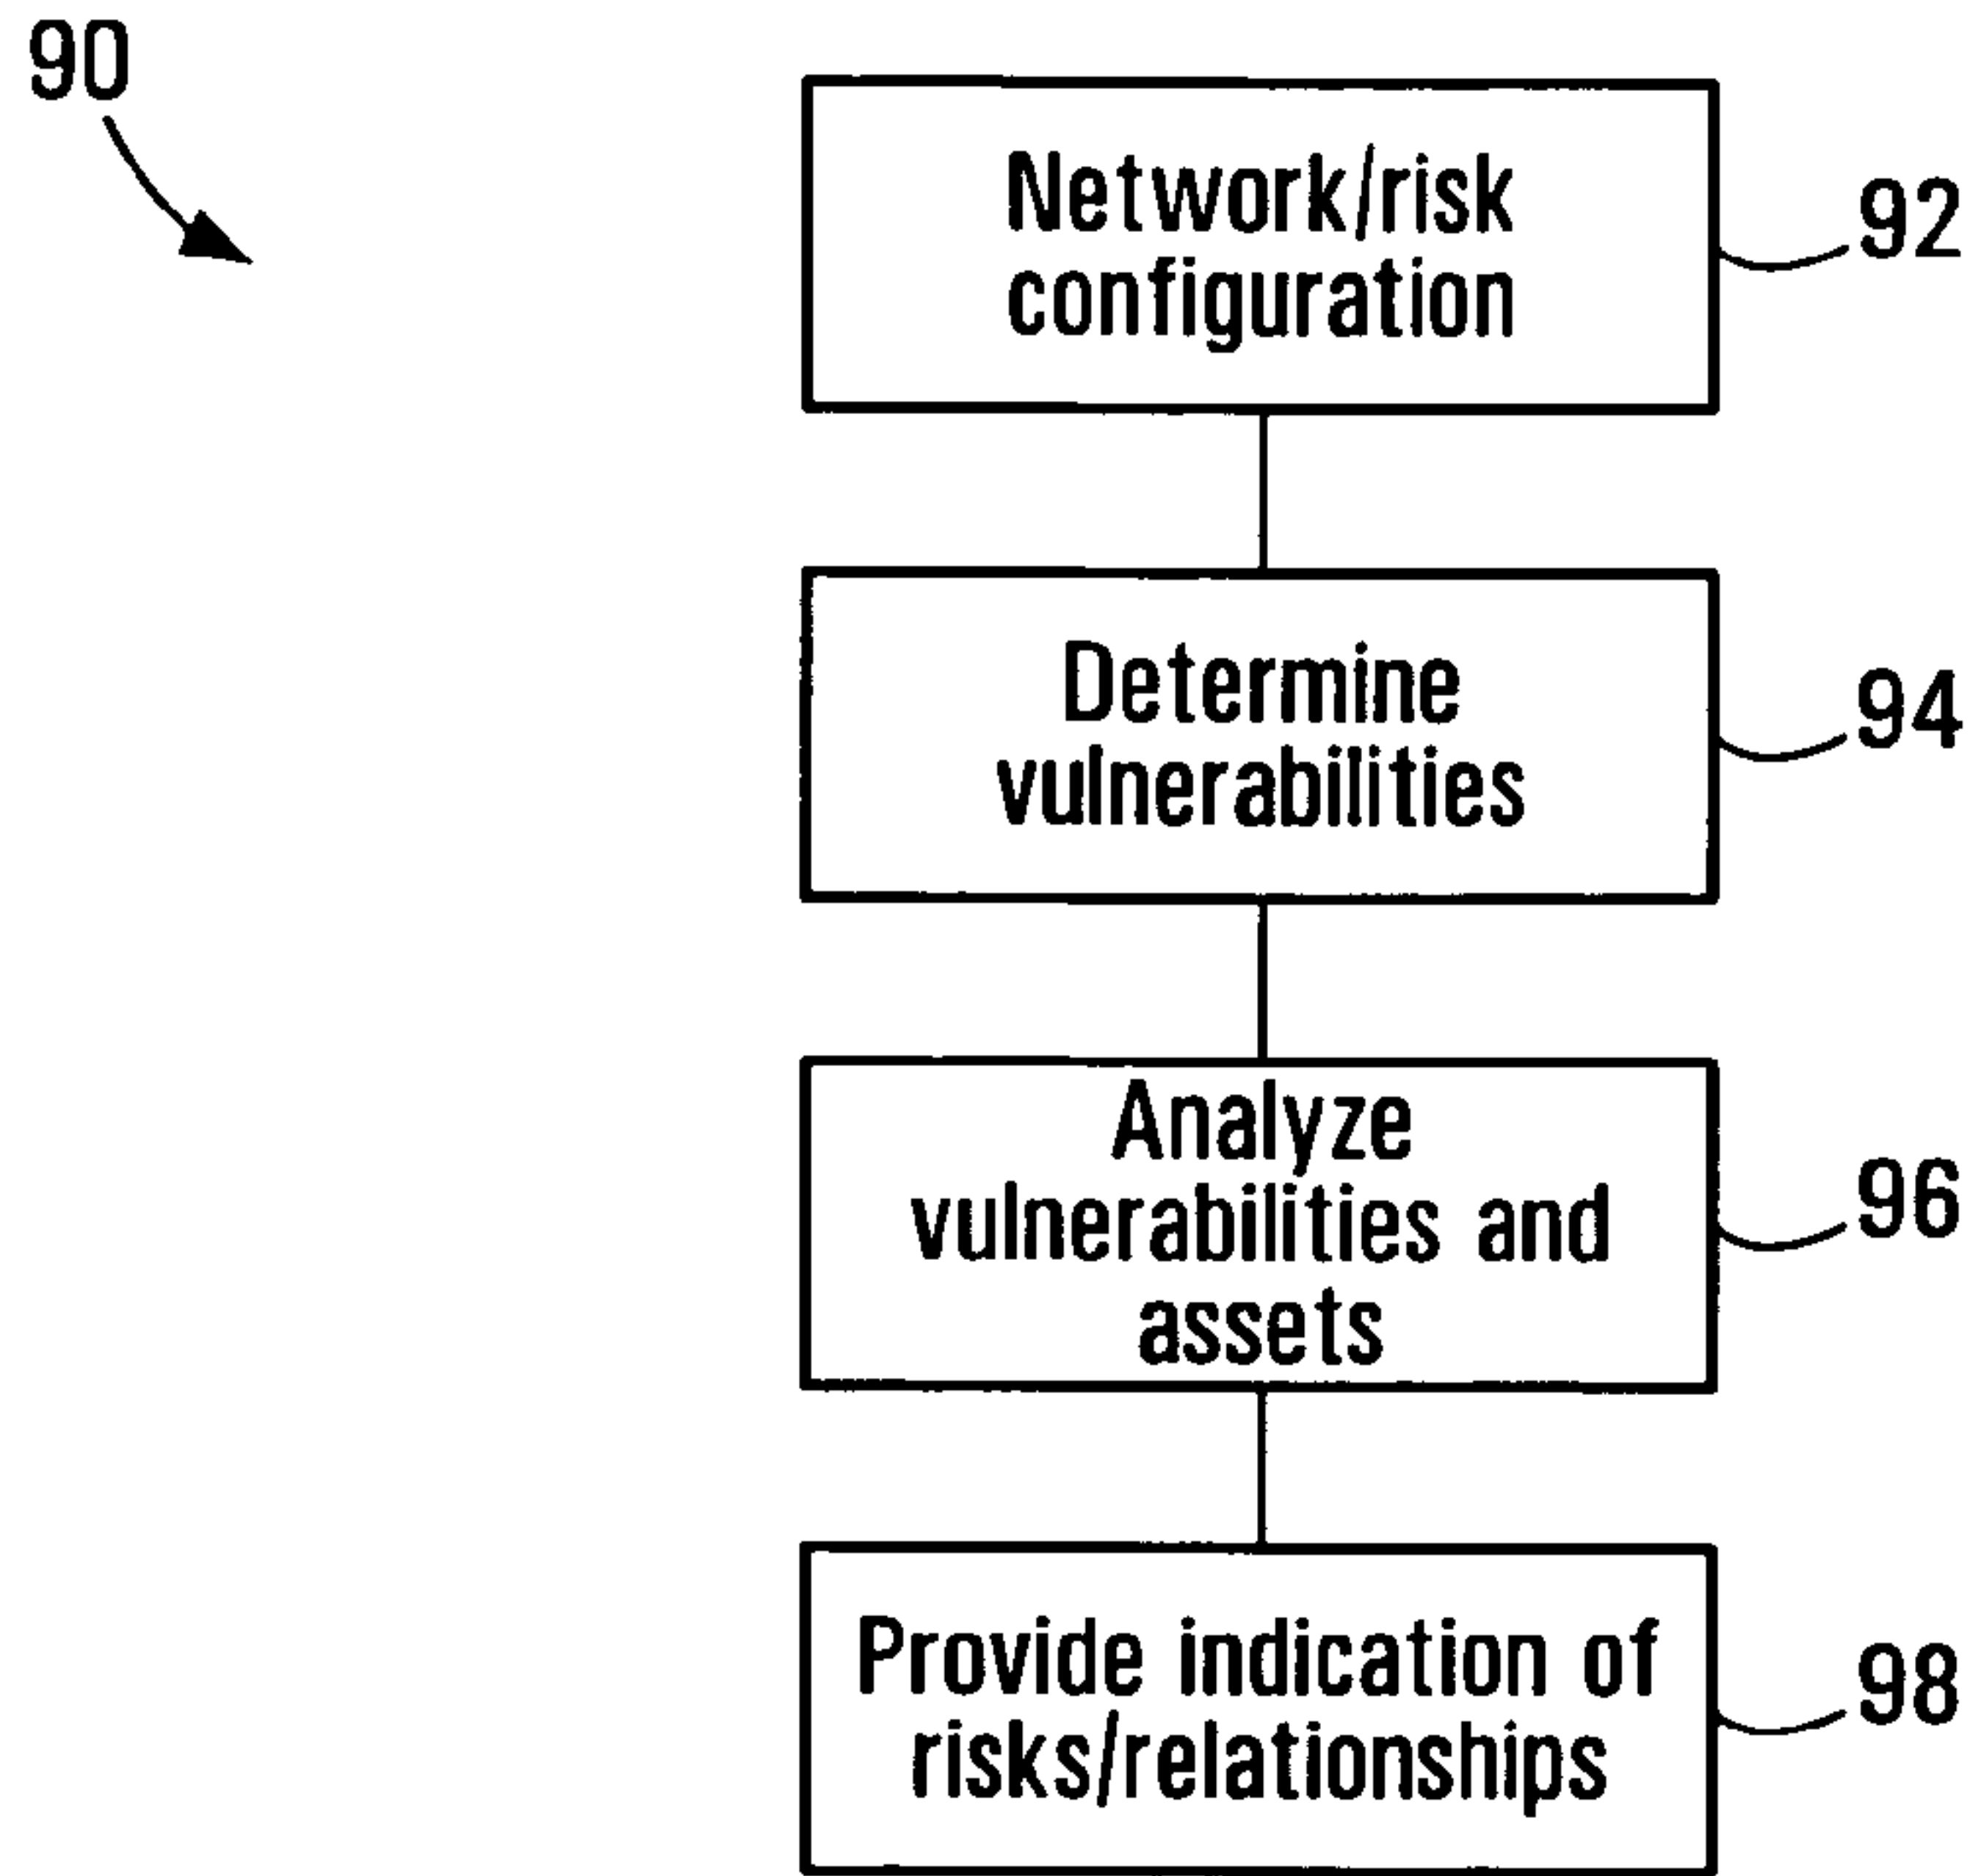 90
Network/risk
configuration
92
Determine
vulnerabilities
94
Analyze
vulnerabilities and
assets
96
Provide indication of
risks/relationships
98